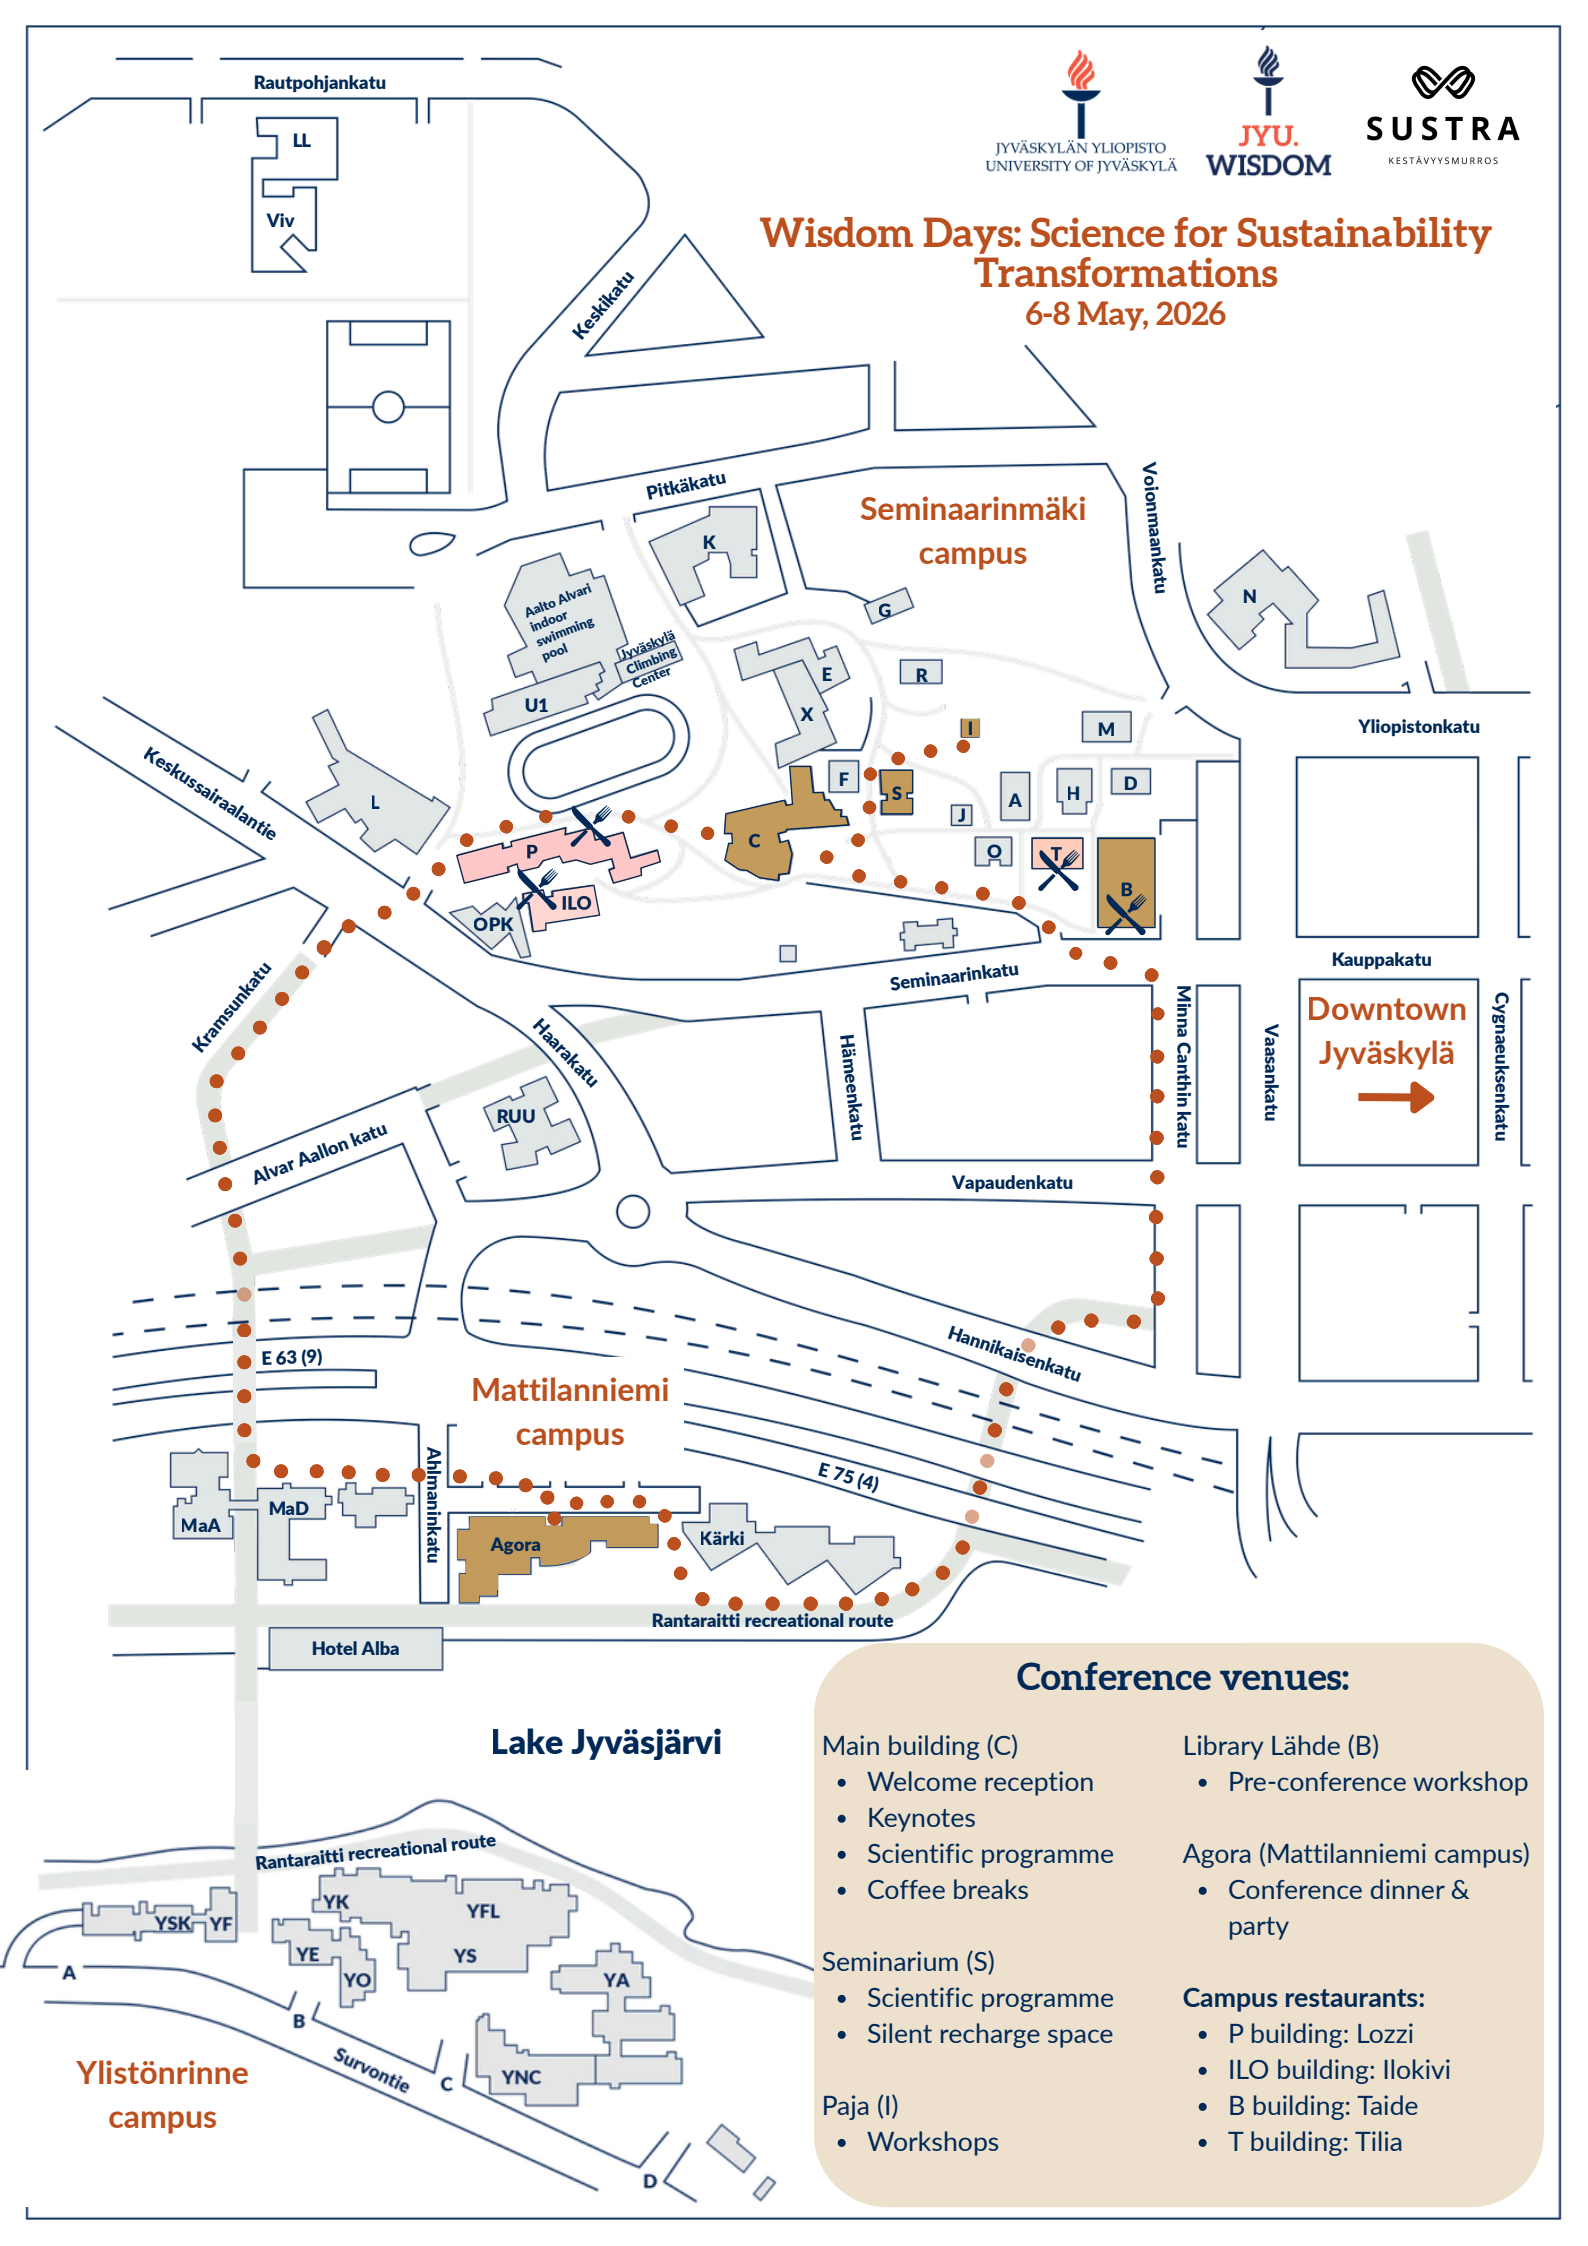 Rautpohjankatu
LL
Viv
JYVÄSKYLÄN YLIOPISTO
UNIVERSITY OF JYVÄSKYLÄ
JYU.
WISDOM
SUSTRA
KESTÄVYYSMURROS
Wisdom Days: Science for Sustainability
Transformations
6-8 May, 2026
Keskikatu
Pitkäkatu
Seminaarinmäki
campus
Voionmaankatu
K
N
G
Aalto Alvari
indoor
swimming
pool
Jyväskylä
Climbing
Center
U1
E
R
X
I
M
Yliopistonkatu
Keskussairaalantie
L
F
S
A
H
D
J
C
P
O
T
B
ILO
OPK
Kauppakatu
Seminaarinkatu
Kramsunkatu
Haarakatu
Hämeenkatu
Minna Canthin katu
Vaasankatu
Downtown
Jyväskylä
Cygnaeuksenkatu
RUU
Alvar Aallon katu
Vapaudenkatu
Hannikaisenkatu
E 63 (9)
Mattilanniemi
campus
E 75 (4)
Ahlmaninkatu
MaA
MaD
Agora
Kärki
Rantaraitti recreational route
Hotel Alba
Lake Jyväsjärvi
Rantaraitti recreational route
YSK
YF
YK
YFL
YE
YS
YO
YA
YNC
A
B
C
D
Survontie
Ylistönrinne
campus
Conference venues:
Main building (C)
• Welcome reception
• Keynotes
• Scientific programme
• Coffee breaks
Seminarium (S)
• Scientific programme
• Silent recharge space
Paja (I)
• Workshops
Library Lähde (B)
• Pre-conference workshop
Agora (Mattilanniemi campus)
• Conference dinner &
party
Campus restaurants:
• P building: Lozzi
• ILO building: Ilokivi
• B building: Taide
• T building: Tilia